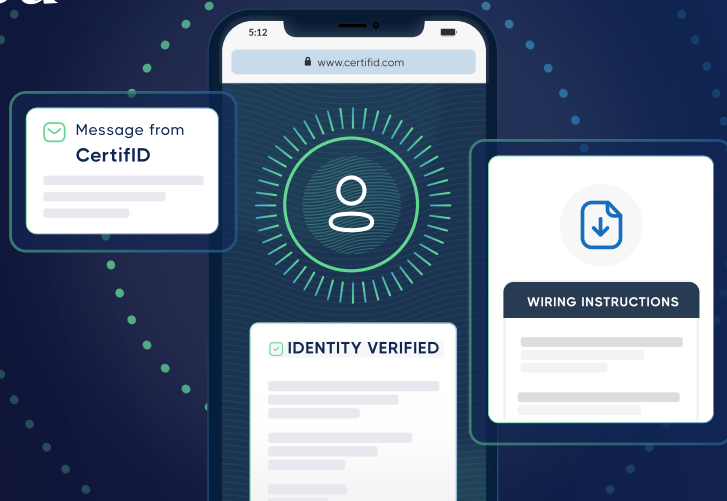 5:12
www.certifid.com
Message from
CertifID
IDENTITY VERIFIED
WIRING INSTRUCTIONS